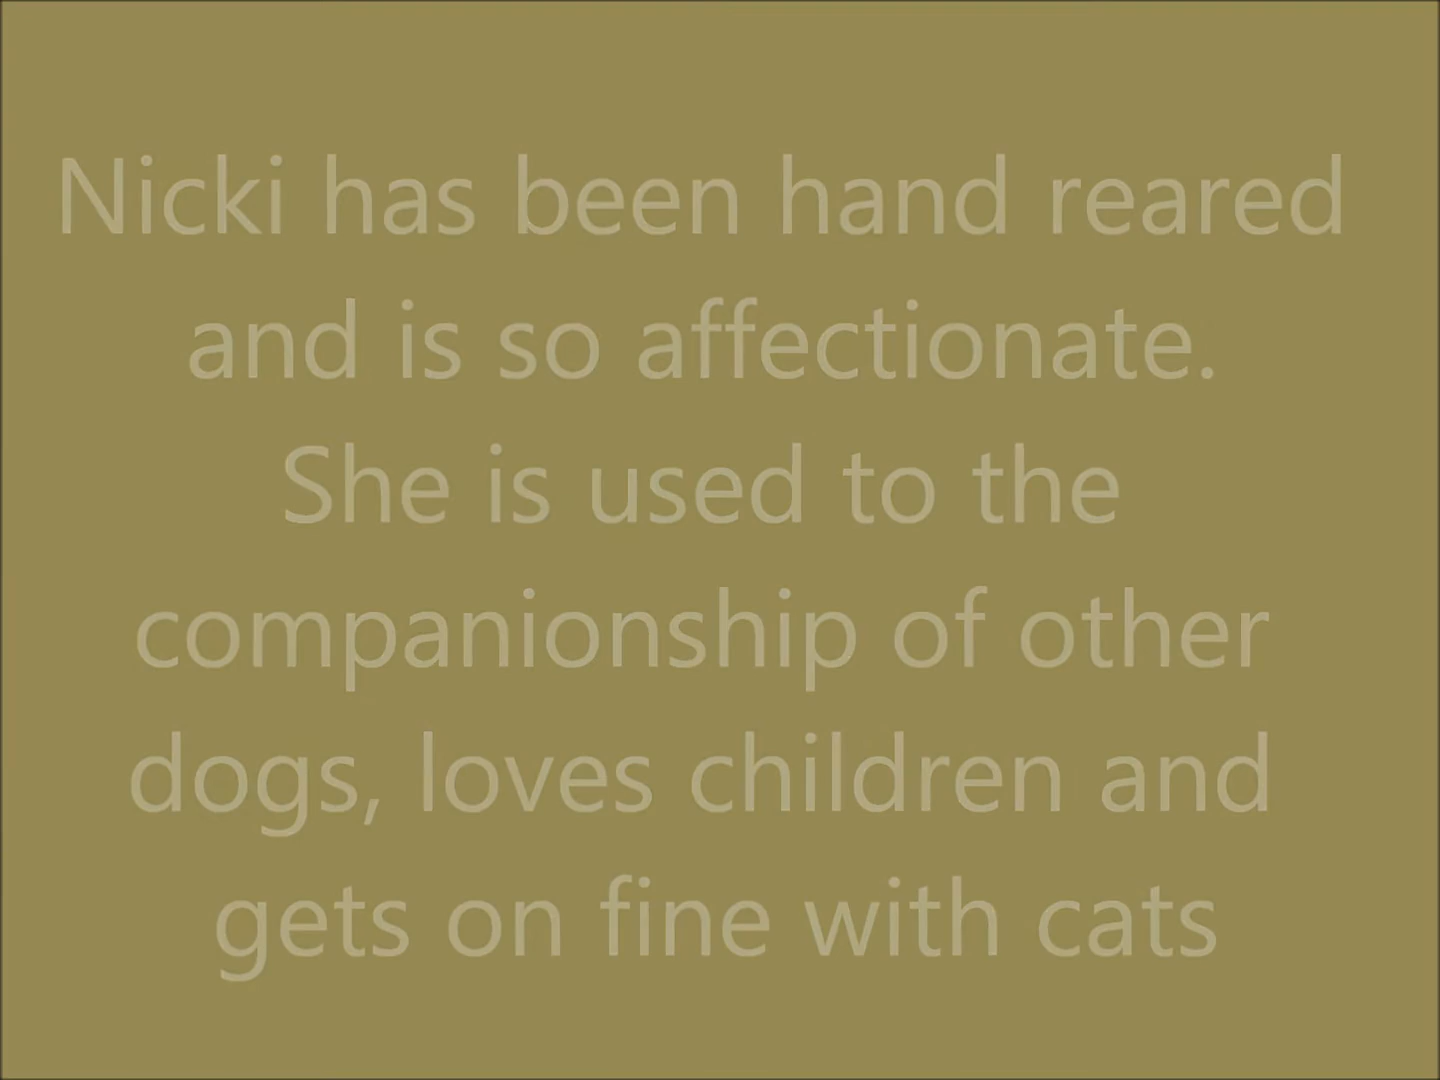 Nicki has been hand reared
and is so affectionate.
She is used to the
companionship of other
dogs, loves children and
gets on fine with cats